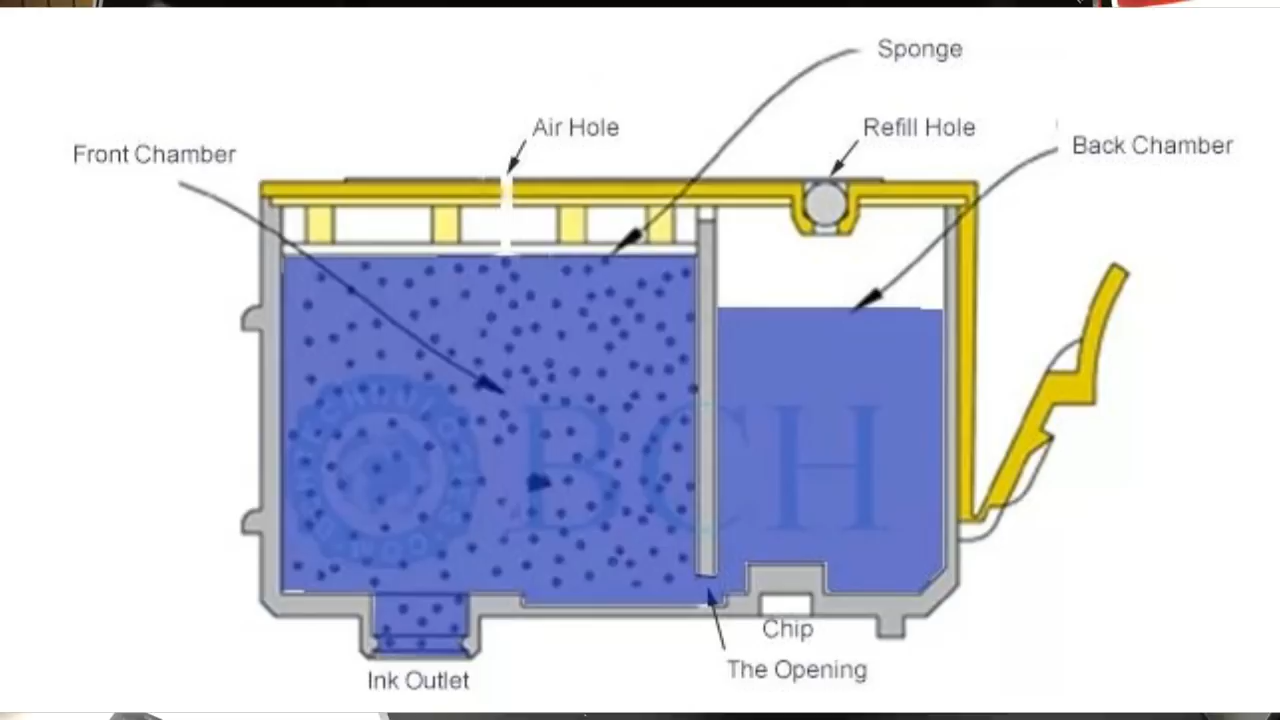 Sponge
Air Hole
Refill Hole
Back Chamber
Front Chamber
BCH
Chip
The Opening
Ink Outlet